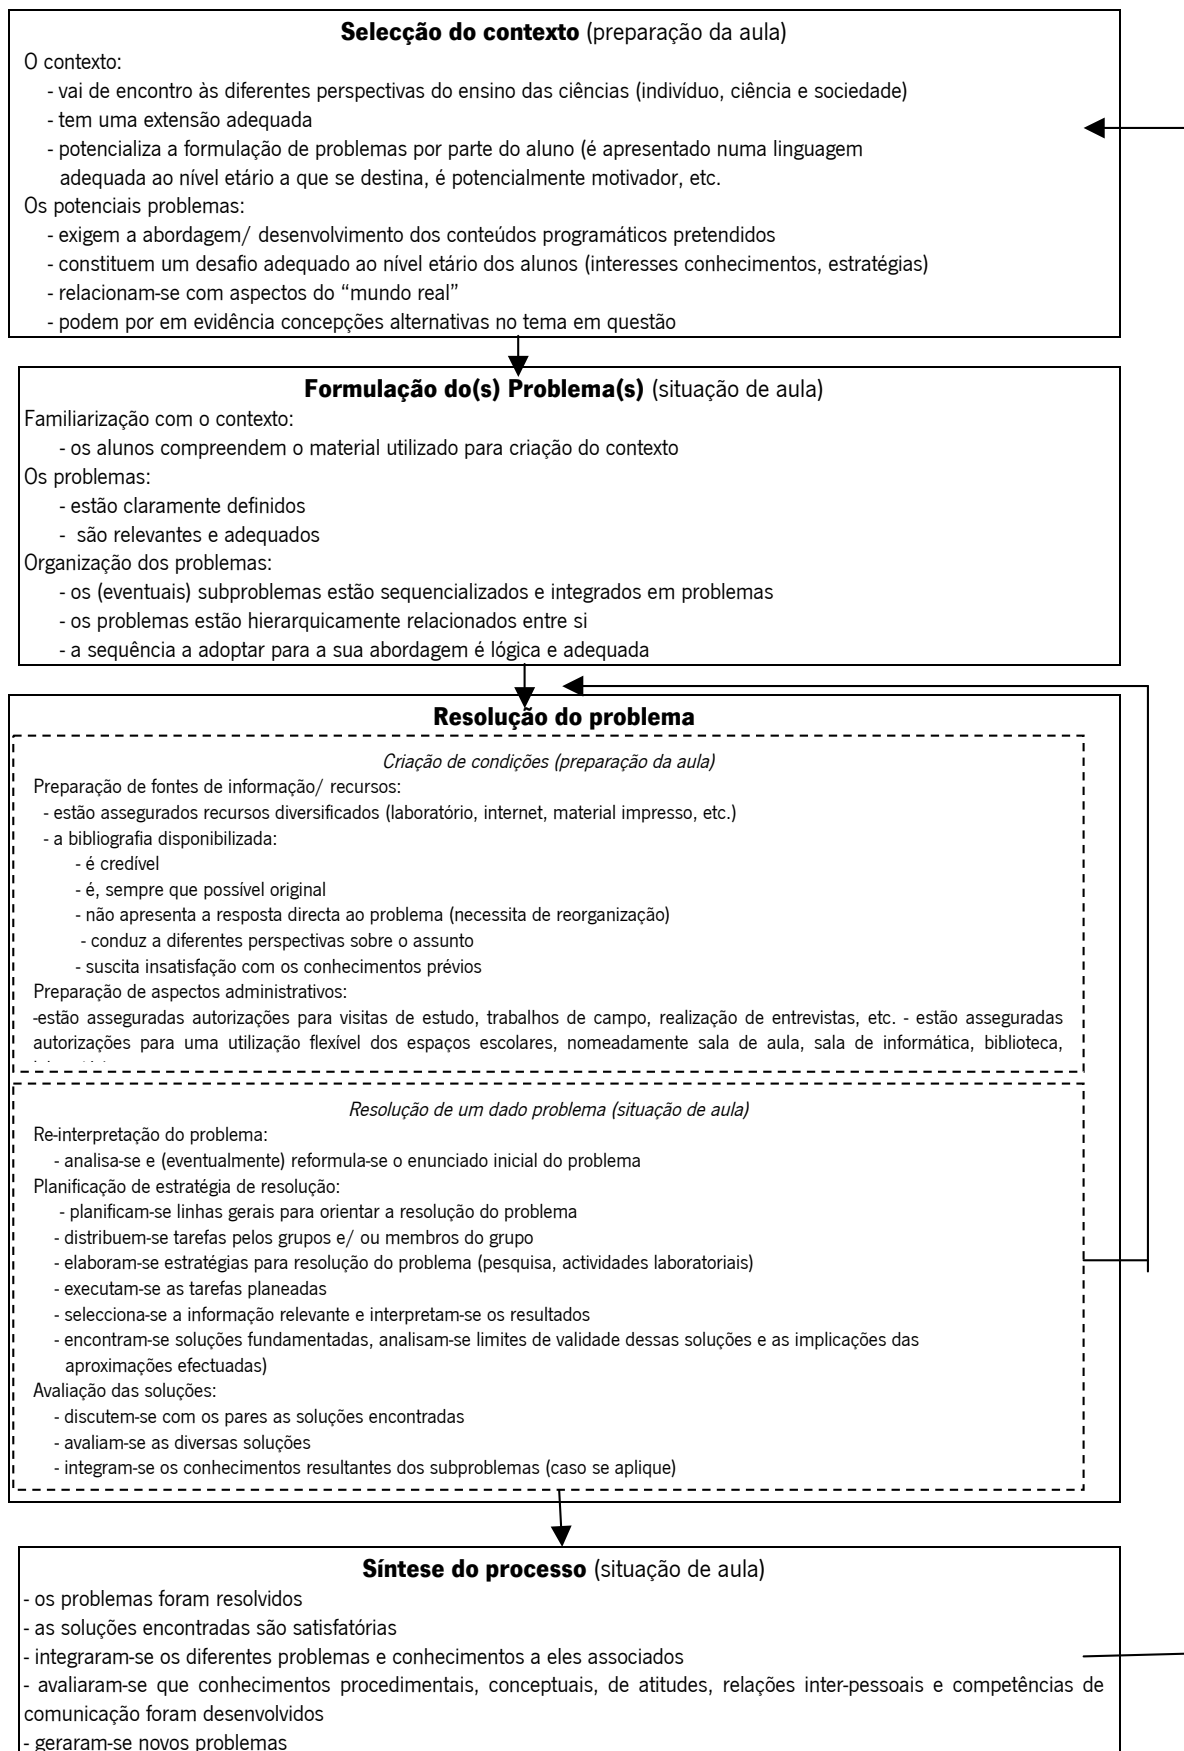 Selecção do contexto (preparação da aula)
O contexto:
- vai de encontro às diferentes perspectivas do ensino das ciências (indivíduo, ciência e sociedade)
- tem uma extensão adequada
- potencializa a formulação de problemas por parte do aluno (é apresentado numa linguagem
adequada ao nível etário a que se destina, é potencialmente motivador, etc.
Os potenciais problemas:
- exigem a abordagem/ desenvolvimento dos conteúdos programáticos pretendidos
- constituem um desafio adequado ao nível etário dos alunos (interesses conhecimentos, estratégias)
- relacionam-se com aspectos do “mundo real”
- podem por em evidência concepções alternativas no tema em questão
Formulação do(s) Problema(s) (situação de aula)
Familiarização com o contexto:
- os alunos compreendem o material utilizado para criação do contexto
Os problemas:
- estão claramente definidos
- são relevantes e adequados
Organização dos problemas:
- os (eventuais) subproblemas estão sequencializados e integrados em problemas
- os problemas estão hierarquicamente relacionados entre si
- a sequência a adoptar para a sua abordagem é lógica e adequada
Resolução do problema
Criação de condições (preparação da aula)
Preparação de fontes de informação/ recursos:
- estão assegurados recursos diversificados (laboratório, internet, material impresso, etc.)
- a bibliografia disponibilizada:
- é credível
- é, sempre que possível original
- não apresenta a resposta directa ao problema (necessita de reorganização)
- conduz a diferentes perspectivas sobre o assunto
- suscita insatisfação com os conhecimentos prévios
Preparação de aspectos administrativos:
-estão asseguradas autorizações para visitas de estudo, trabalhos de campo, realização de entrevistas, etc. - estão asseguradas
autorizações para uma utilização flexível dos espaços escolares, nomeadamente sala de aula, sala de informática, biblioteca,
Resolução de um dado problema (situação de aula)
Re-interpretação do problema:
- analisa-se e (eventualmente) reformula-se o enunciado inicial do problema
Planificação de estratégia de resolução:
- planificam-se linhas gerais para orientar a resolução do problema
- distribuem-se tarefas pelos grupos e/ ou membros do grupo
- elaboram-se estratégias para resolução do problema (pesquisa, actividades laboratoriais)
- executam-se as tarefas planeadas
- selecciona-se a informação relevante e interpretam-se os resultados
- encontram-se soluções fundamentadas, analisam-se limites de validade dessas soluções e as implicações das
aproximações efectuadas)
Avaliação das soluções:
- discutem-se com os pares as soluções encontradas
- avaliam-se as diversas soluções
- integram-se os conhecimentos resultantes dos subproblemas (caso se aplique)
Síntese do processo (situação de aula)
- os problemas foram resolvidos
- as soluções encontradas são satisfatórias
- integraram-se os diferentes problemas e conhecimentos a eles associados
- avaliaram-se que conhecimentos procedimentais, conceptuais, de atitudes, relações inter-pessoais e competências de
comunicação foram desenvolvidos
- geraram-se novos problemas